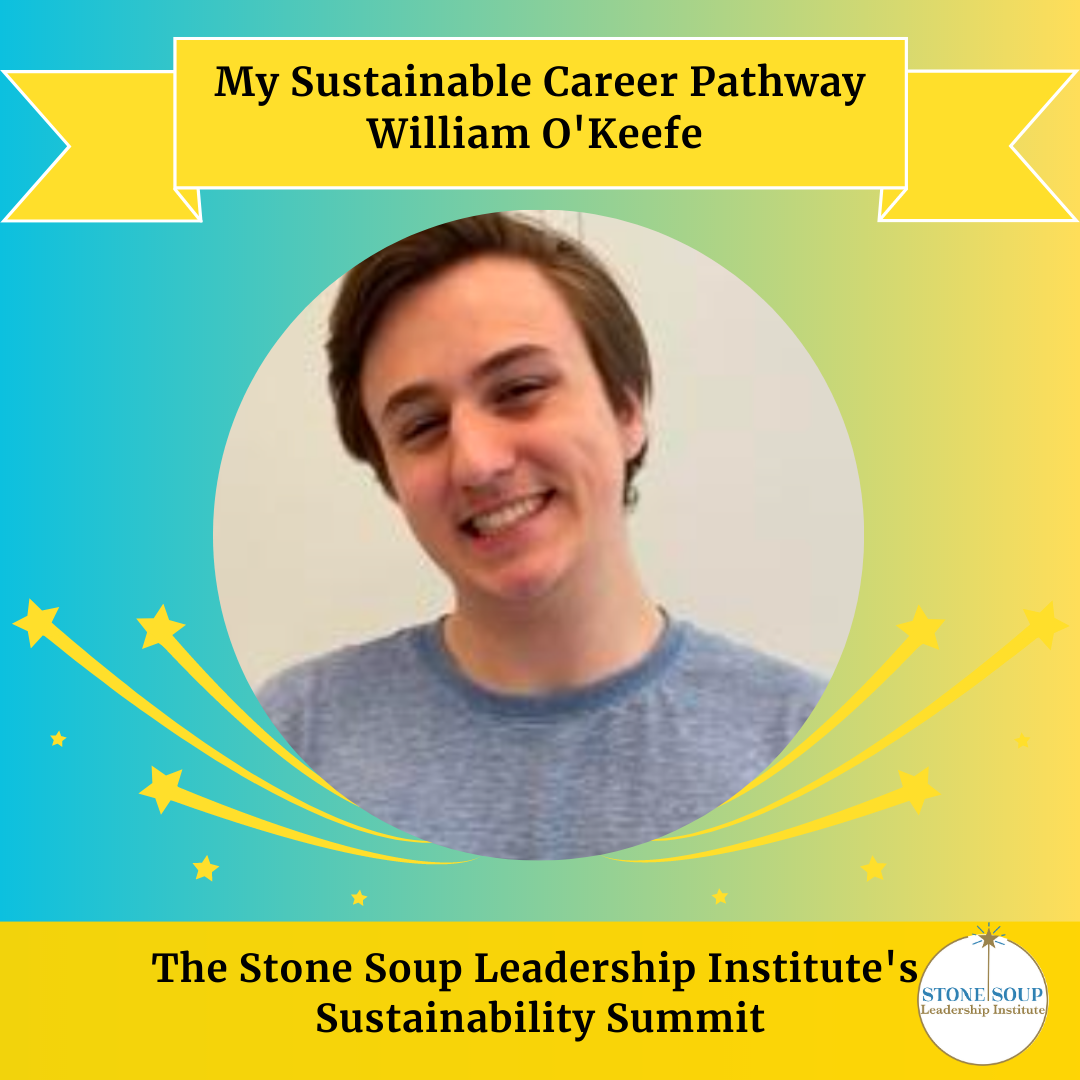 My Sustainable Career Pathway
William O'Keefe
The Stone Soup Leadership Institute's
Sustainability Summit
STONE SOUP
Leadership Institute